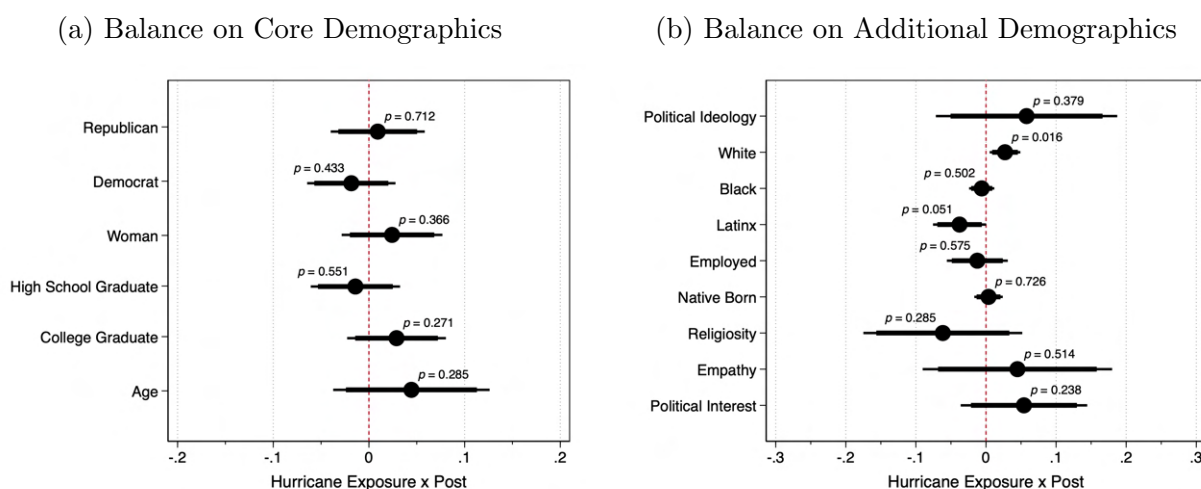 (a) Balance on Core Demographics
Republican
p = 0.712
Democrat
p = 0.433
Woman
p = 0.366
High School Graduate
p = 0.551
College Graduate
p = 0.271
Age
p = 0.285
-.2 -.1 0 .1 .2
Hurricane Exposure x Post
(b) Balance on Additional Demographics
Political Ideology
p = 0.379
White
p = 0.016
Black
p = 0.502
Latinx
p = 0.051
Employed
p = 0.575
Native Born
p = 0.726
Religiosity
p = 0.285
Empathy
p = 0.514
Political Interest
p = 0.238
-.3 -.2 -.1 0 .1 .2 .3
Hurricane Exposure x Post